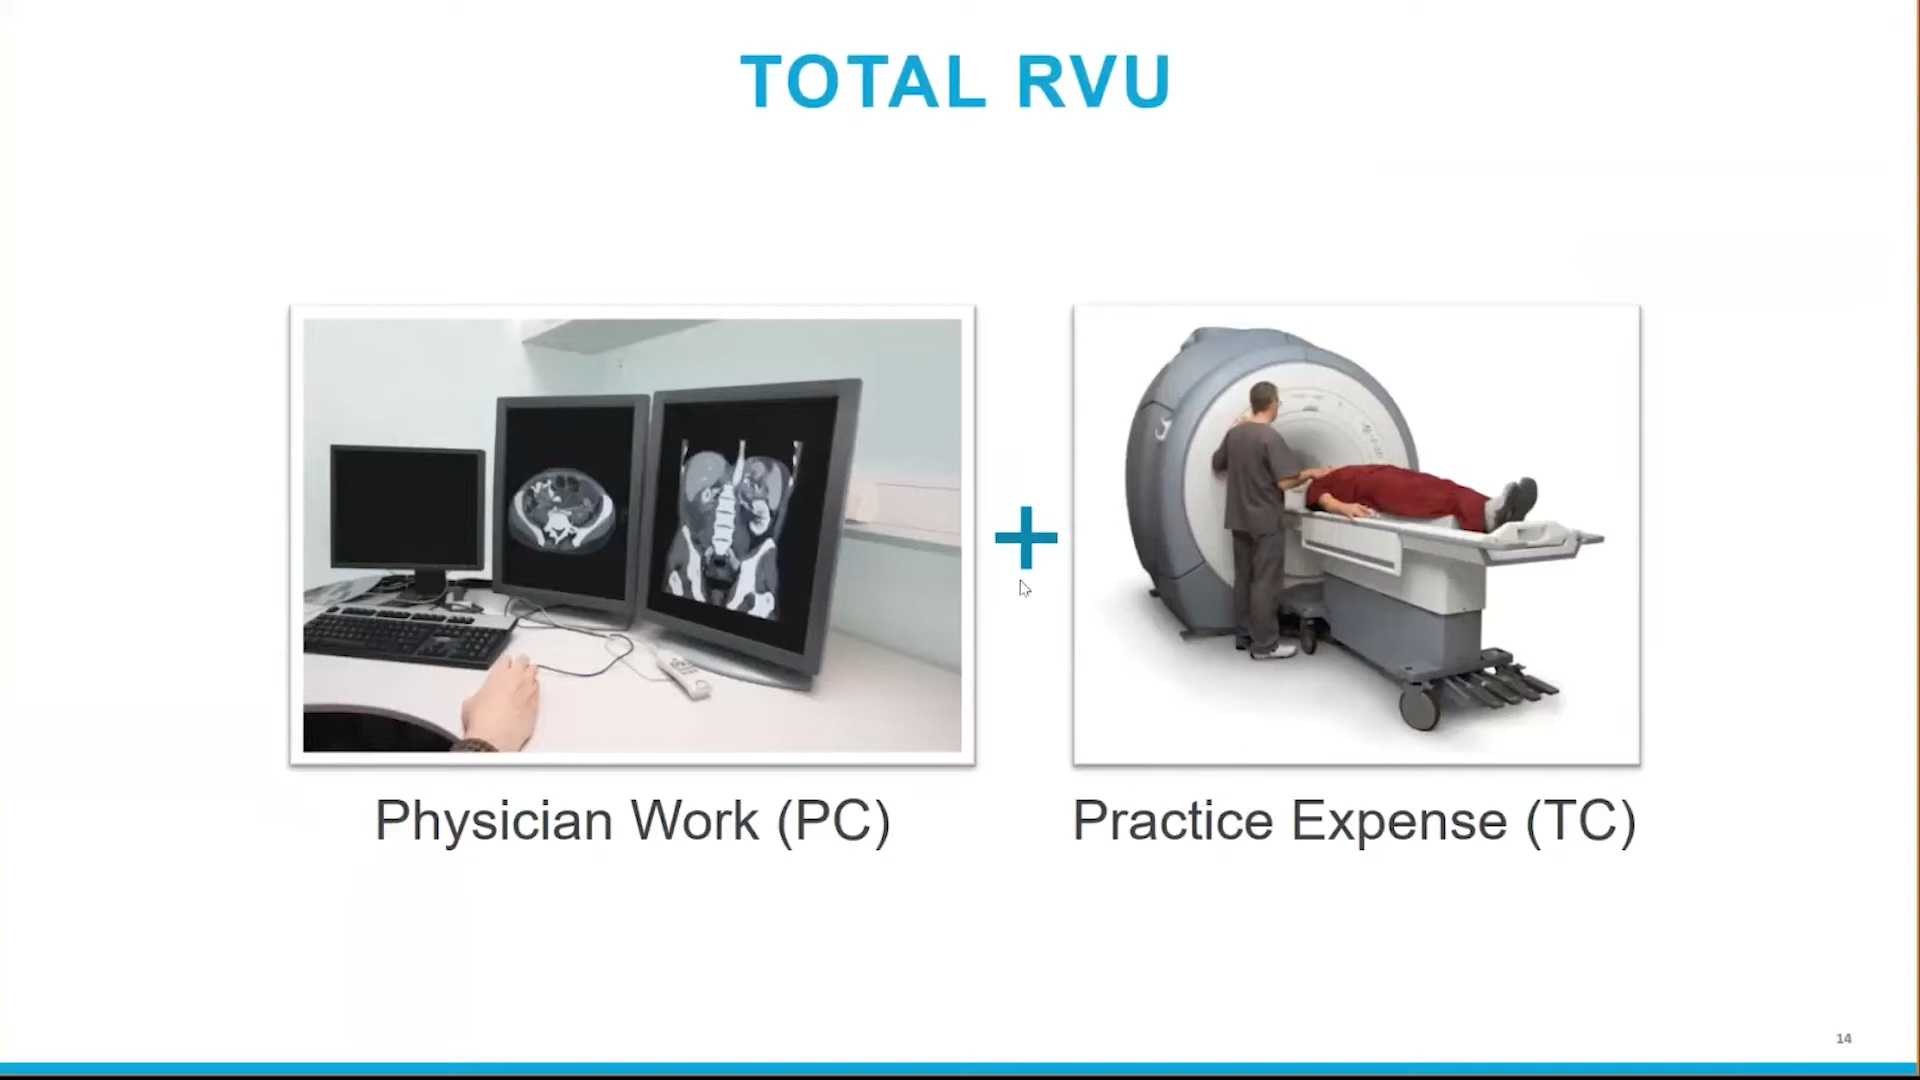 TOTAL RVU
Physician Work (PC)
Practice Expense (TC)
14